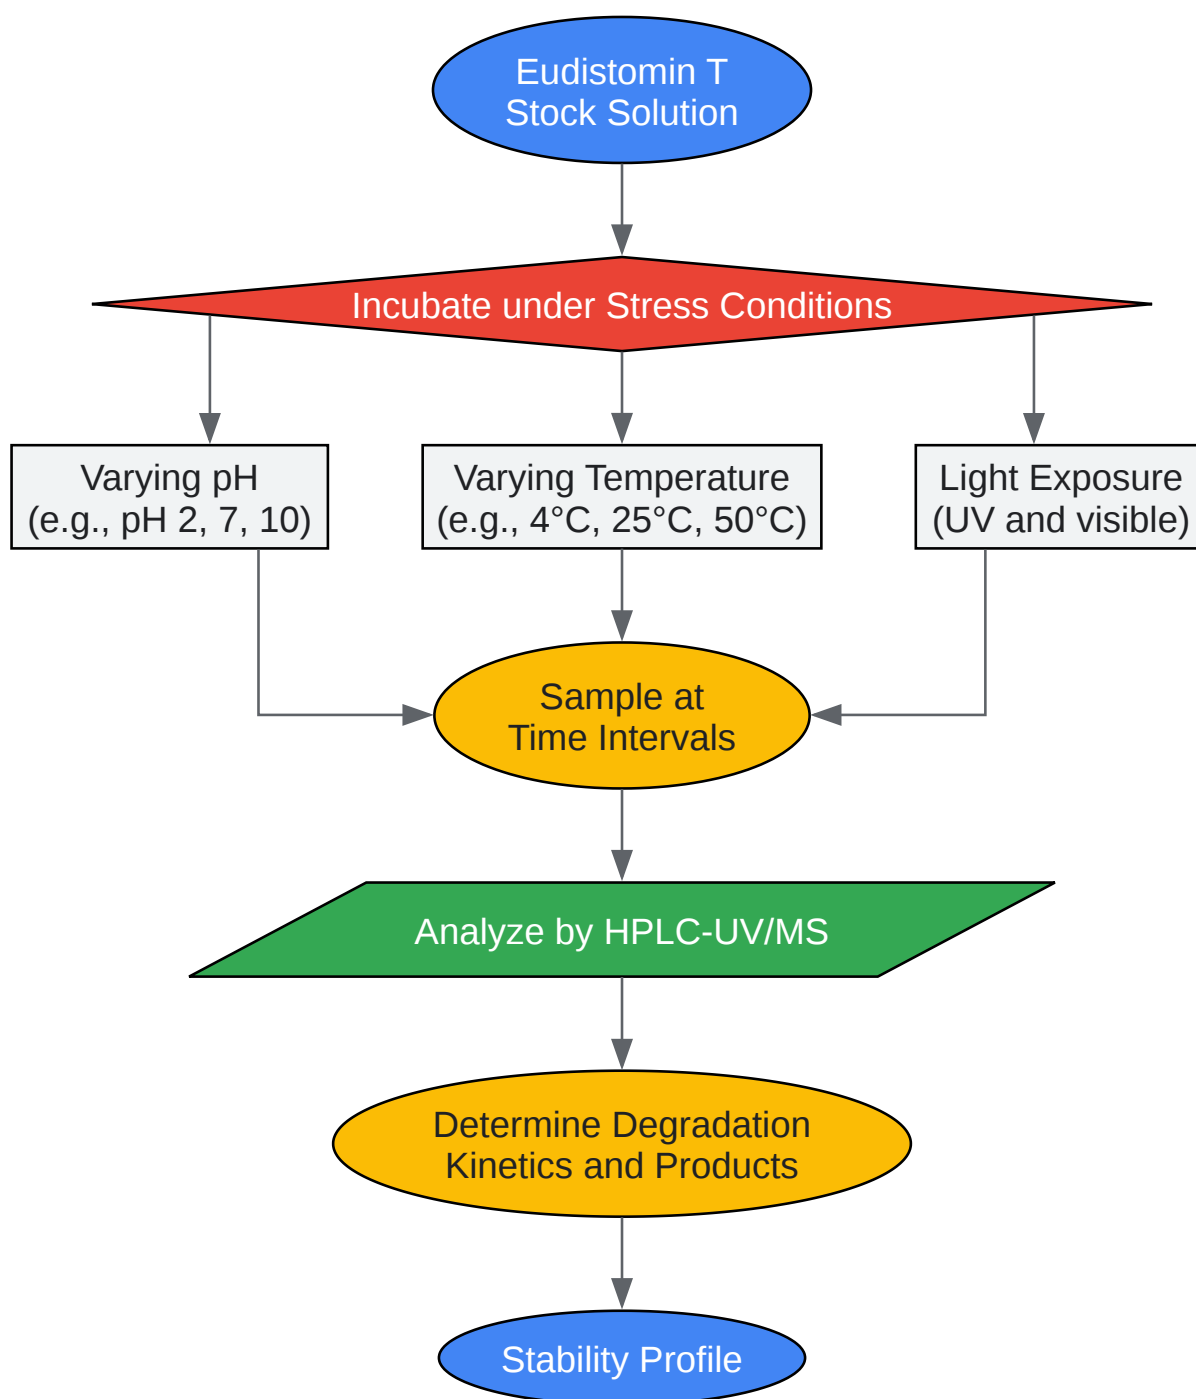 Eudistomin T
Stock Solution
Incubate under Stress Conditions
Varying pH
(e.g., pH 2, 7, 10)
Varying Temperature
(e.g., 4°C, 25°C, 50°C)
Light Exposure
(UV and visible)
Sample at
Time Intervals
Analyze by HPLC-UV/MS
Determine Degradation
Kinetics and Products
Stability Profile